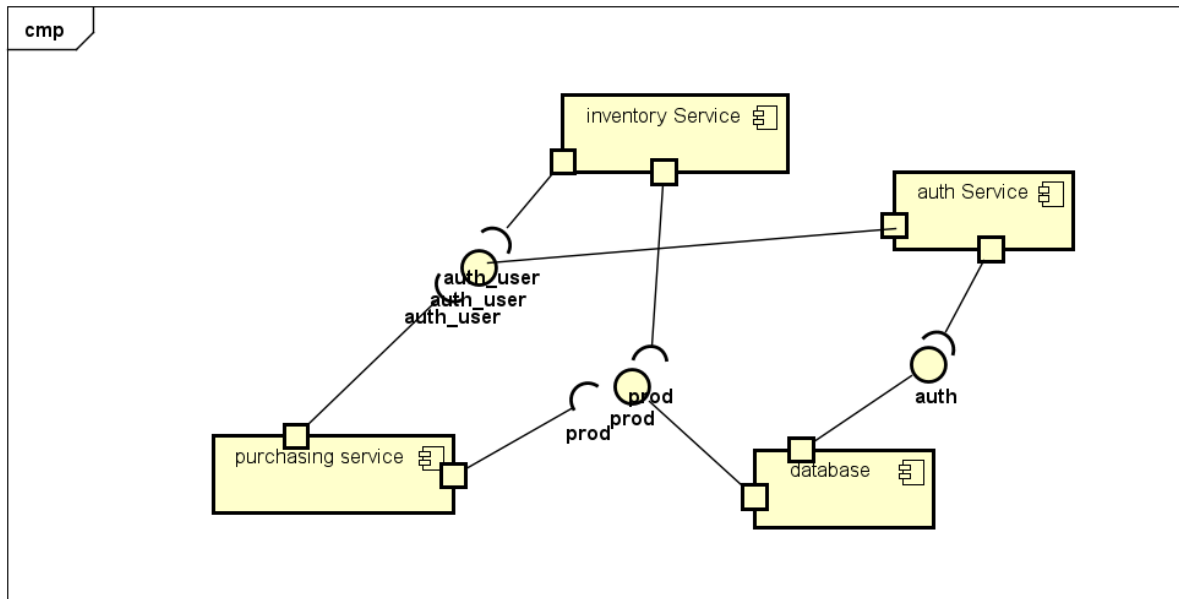 cmp
inventory Service
auth Service
auth_user
auth_user
auth_user
prod
auth
prod
prod
purchasing service
database